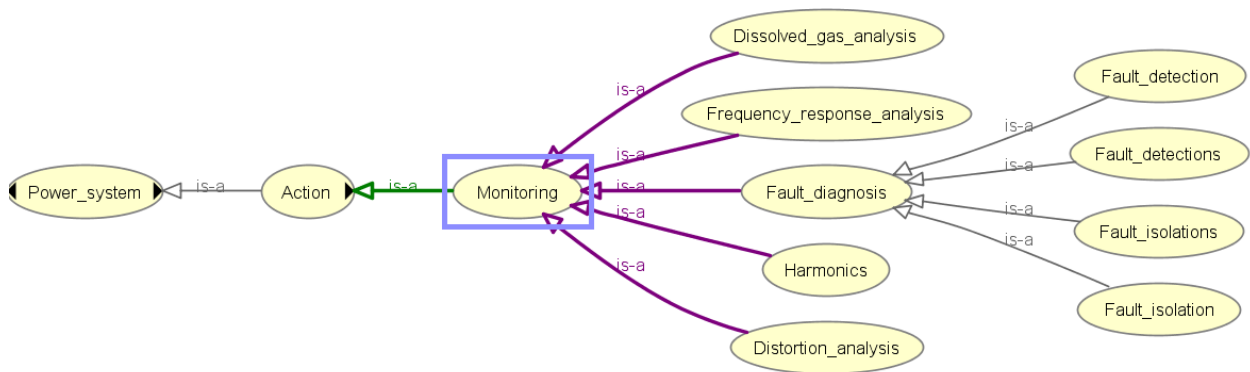 Dissolved_gas_analysis
Fault_detection
is-a
Frequency_response_analysis
is-a
Fault_detections
is-a
is-a
Power_system
is-a
Action
is-a
Monitoring
is-a
Fault_diagnosis
is-a
is-a
Fault_isolations
is-a
Harmonics
is-a
Fault_isolation
Distortion_analysis